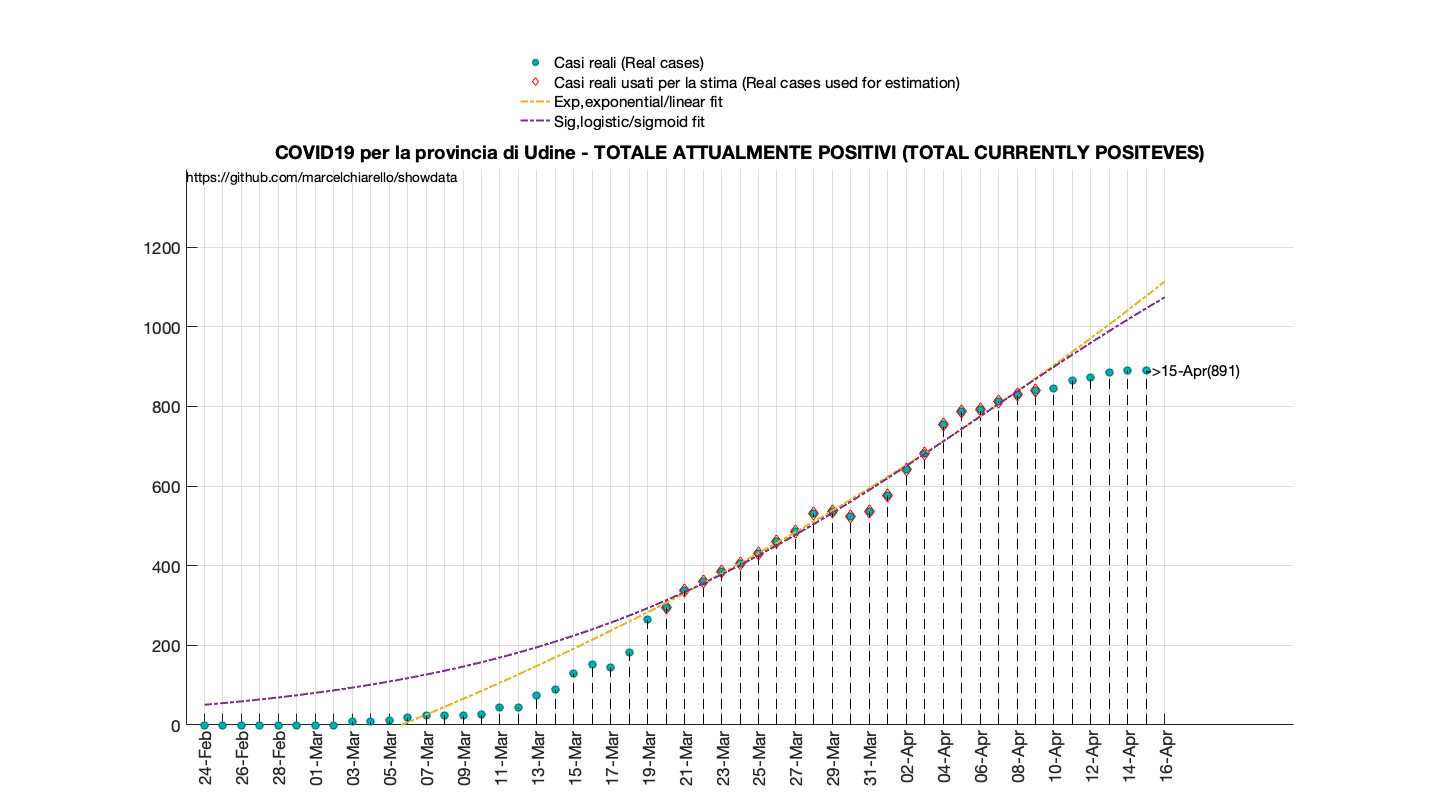 Casi reali (Real cases)
Casi reali usati per la stima (Real cases used for estimation)
Exp,exponential/linear fit
Sig,logistic/sigmoid fit
COVID19 per la provincia di Udine - TOTALE ATTUALMENTE POSITIVI (TOTAL CURRENTLY POSITEVES)
https://github.com/marcelchiarello/showdata
1200
1000
800
600
400
200
0
->15-Apr(891)
24-Feb
26-Feb
28-Feb
01-Mar
03-Mar
05-Mar
07-Mar
09-Mar
11-Mar
13-Mar
15-Mar
17-Mar
19-Mar
21-Mar
23-Mar
25-Mar
27-Mar
29-Mar
31-Mar
02-Apr
04-Apr
06-Apr
08-Apr
10-Apr
12-Apr
14-Apr
16-Apr